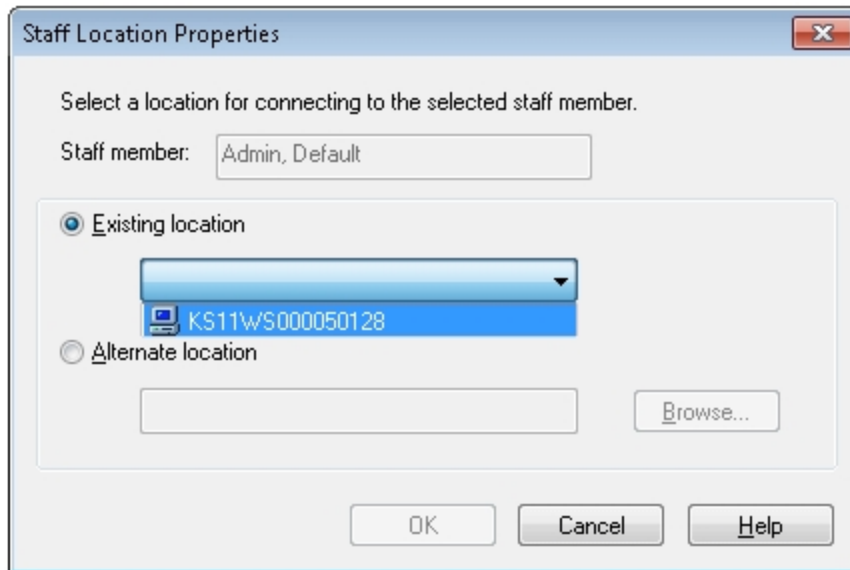 Staff Location Properties
Select a location for connecting to the selected staff member.
Staff member: Admin, Default
Existing location
KS11WS000050128
Alternate location
Browse...
OK Cancel Help